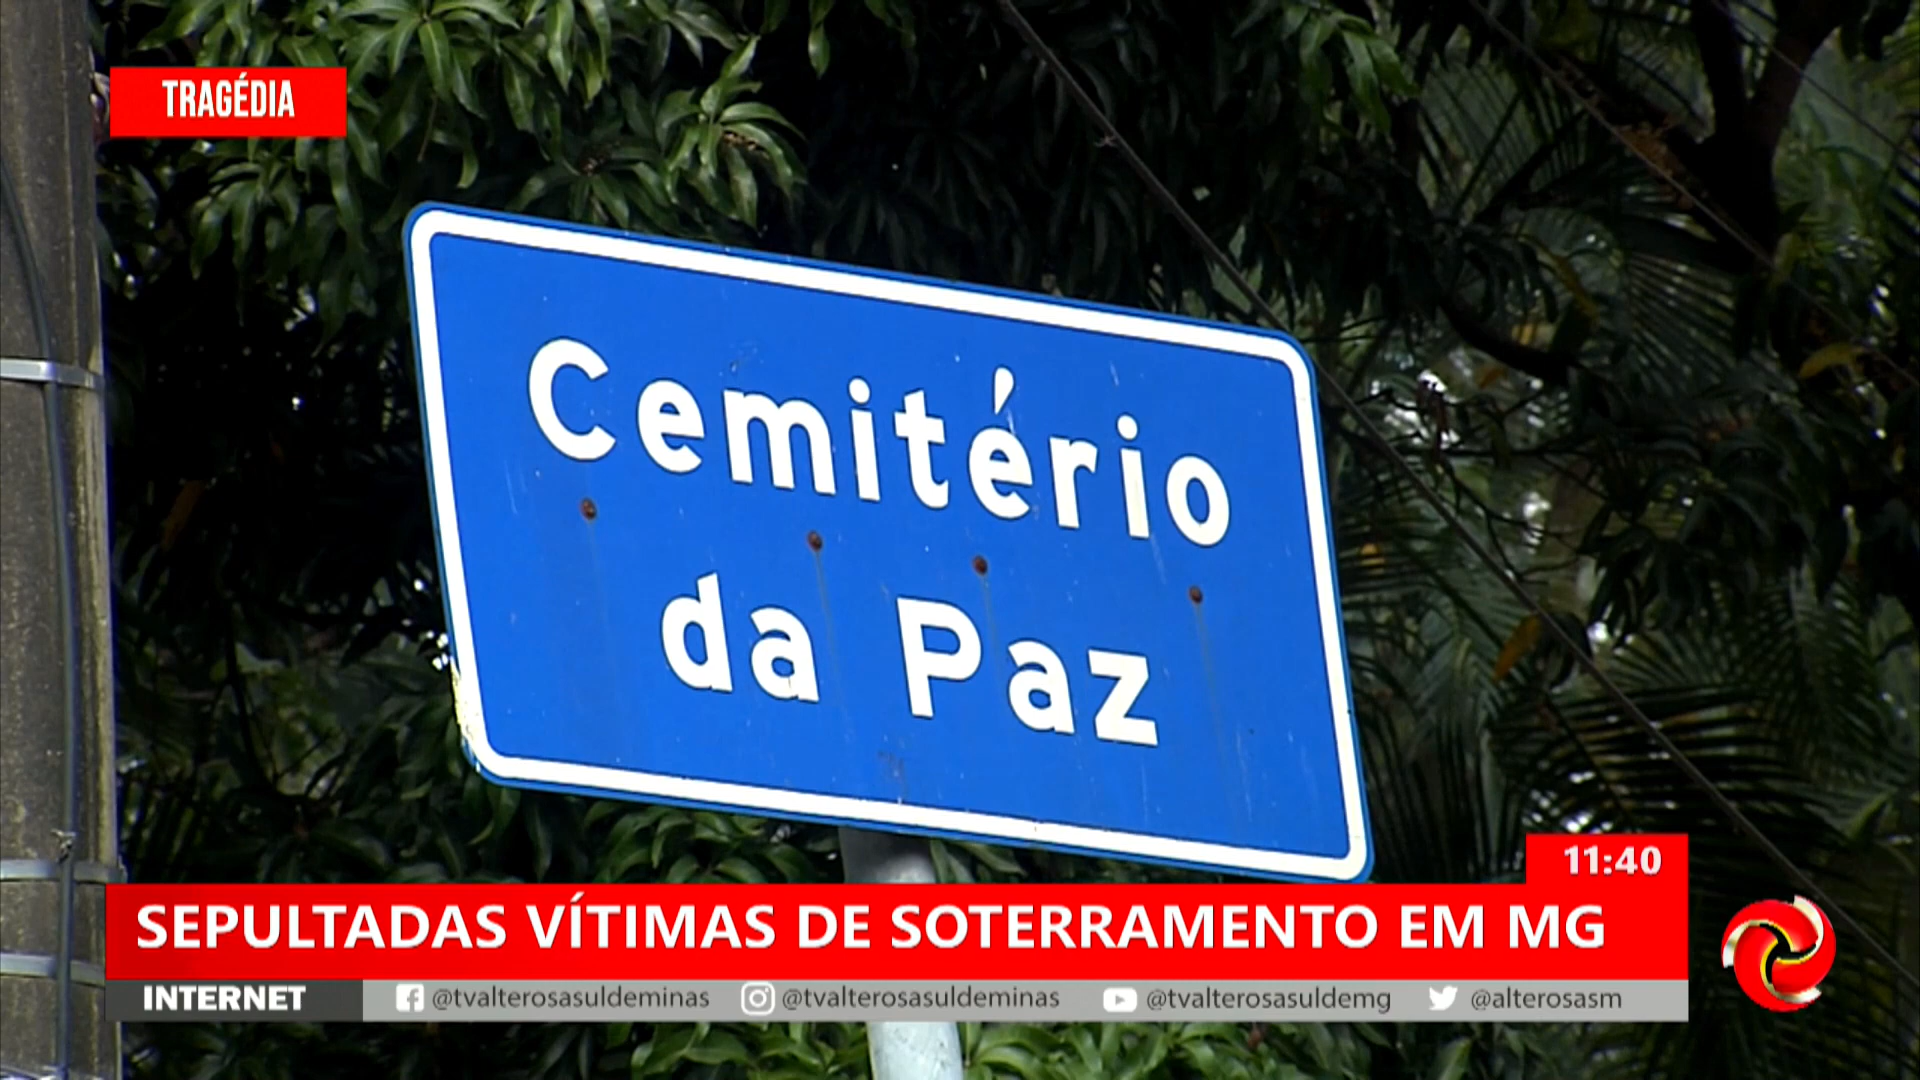 TRAGÉDIA
Cemitério
da Paz
11:40
SEPULTADAS VÍTIMAS DE SOTERRAMENTO EM MG
INTERNET @tvalterosasuldeminas @tvalterosasuldeminas @tvalterosasuldemg @alterosasm